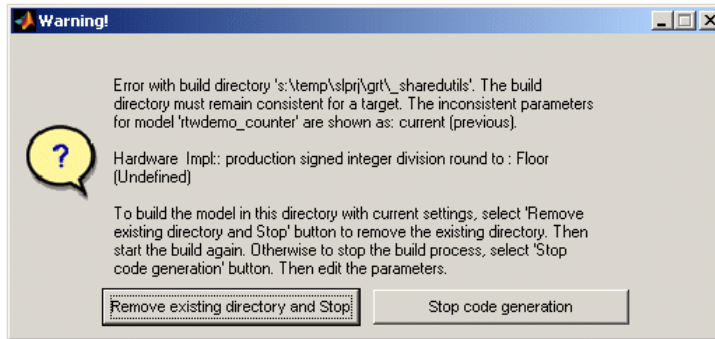 Warning!
Error with build directory 's:\temp\slprj\grt\_sharedutils'. The build
directory must remain consistent for a target. The inconsistent parameters
for model 'rtwdemo_counter' are shown as: current (previous).
Hardware Impl:: production signed integer division round to : Floor
(Undefined)
To build the model in this directory with current settings, select 'Remove
existing directory and Stop' button to remove the existing directory. Then
start the build again. Otherwise to stop the build process, select 'Stop
code generation' button. Then edit the parameters.
?
Remove existing directory and Stop
Stop code generation